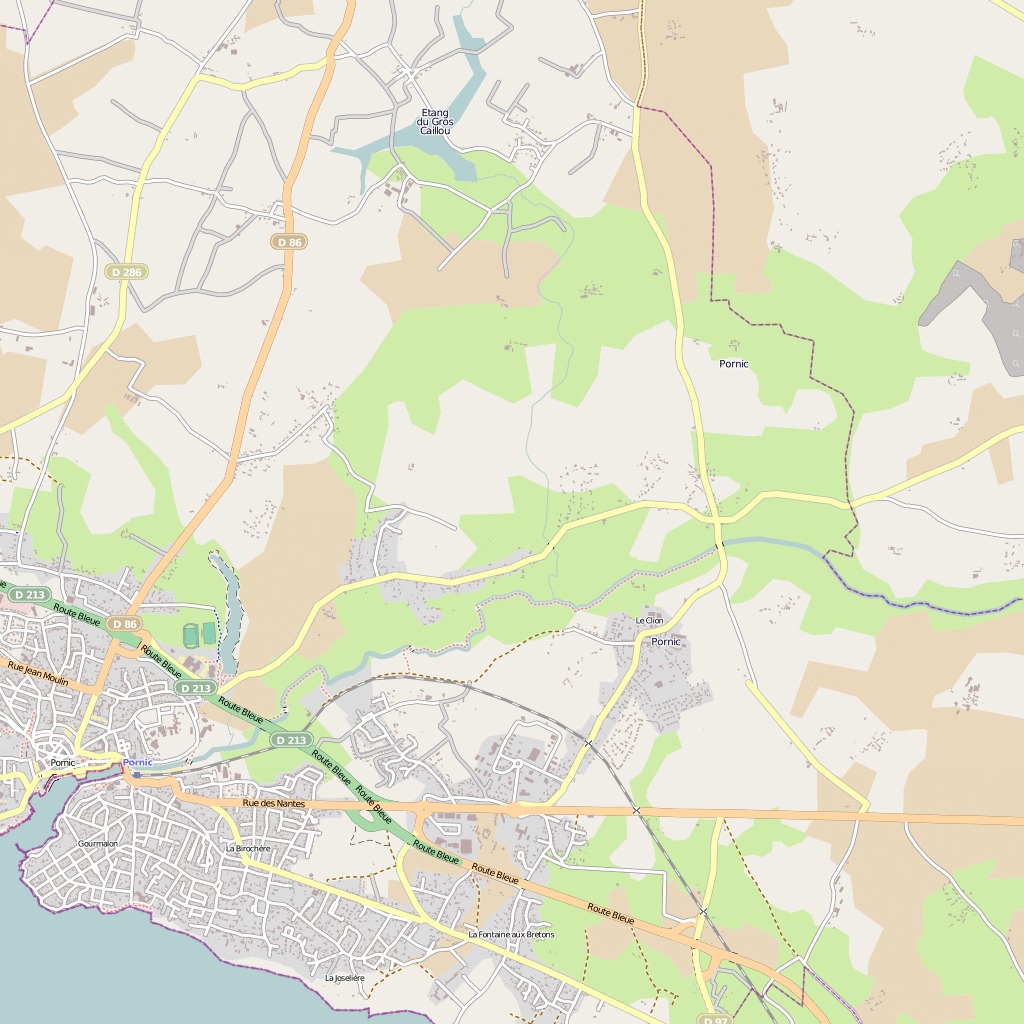 Etang
du Gros
Caillou
D 86
D 286
Pornic
D 213
Route Bleue
D 86
Le Clion
Pornic
Route Bleue
Rue Jean Moulin
D 213
Route Bleue
D 213
Pornic
Pornic
Route Bleue
Route Bleue
Rue des Nantes
Gourmalon
La Birochère
Route Bleue
Route Bleue
Route Bleue
La Fontaine aux Bretons
La Joselière
D 97